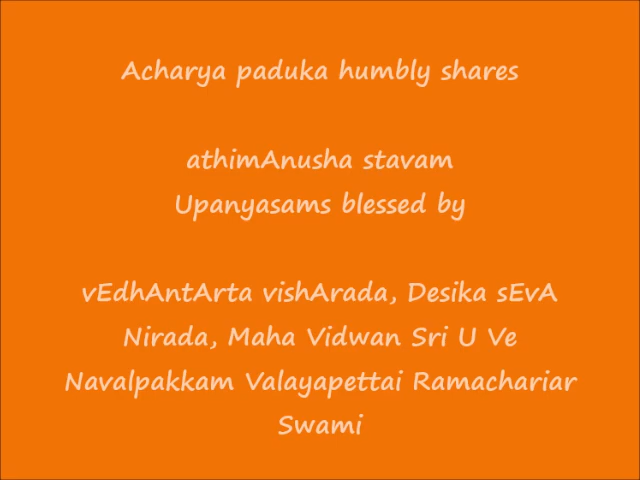 Acharya paduka humbly shares
athimAnusha stavam
Upanyasams blessed by
vEdhAntArta vishArada, Desika sEvA
Nirada, Maha Vidwan Sri U Ve
Navalpakkam Valayapettai Ramachariar
Swami